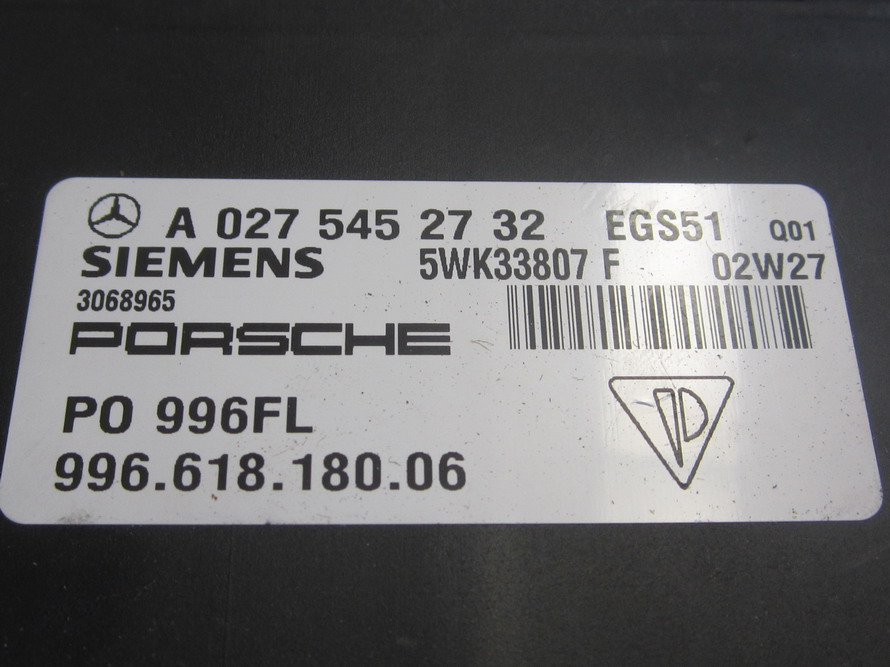 A 027 545 27 32 EGS51 Q01
SIEMENS 5WK33807 F 02W27
3068965
PORSCHE
PO 996FL
996.618.180.06